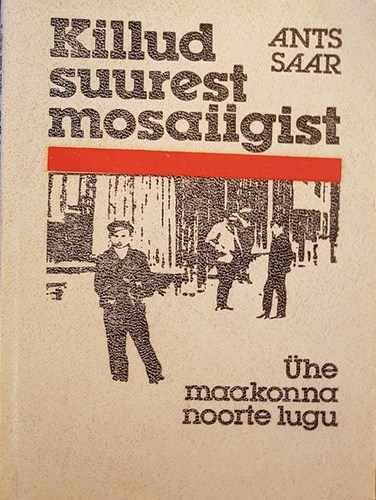 Killud
suurest
mosaiigist
ANTS
SAAR
Ühe
maakonna
noorte lugu